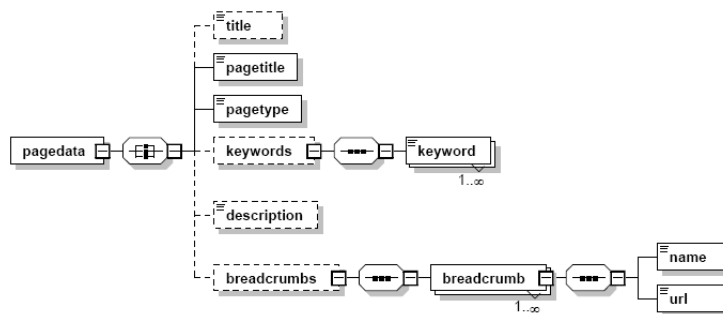 title
pagetitle
pagetype
pagedata
keywords
keyword
1..∞
description
breadcrumbs
breadcrumb
1..∞
name
url